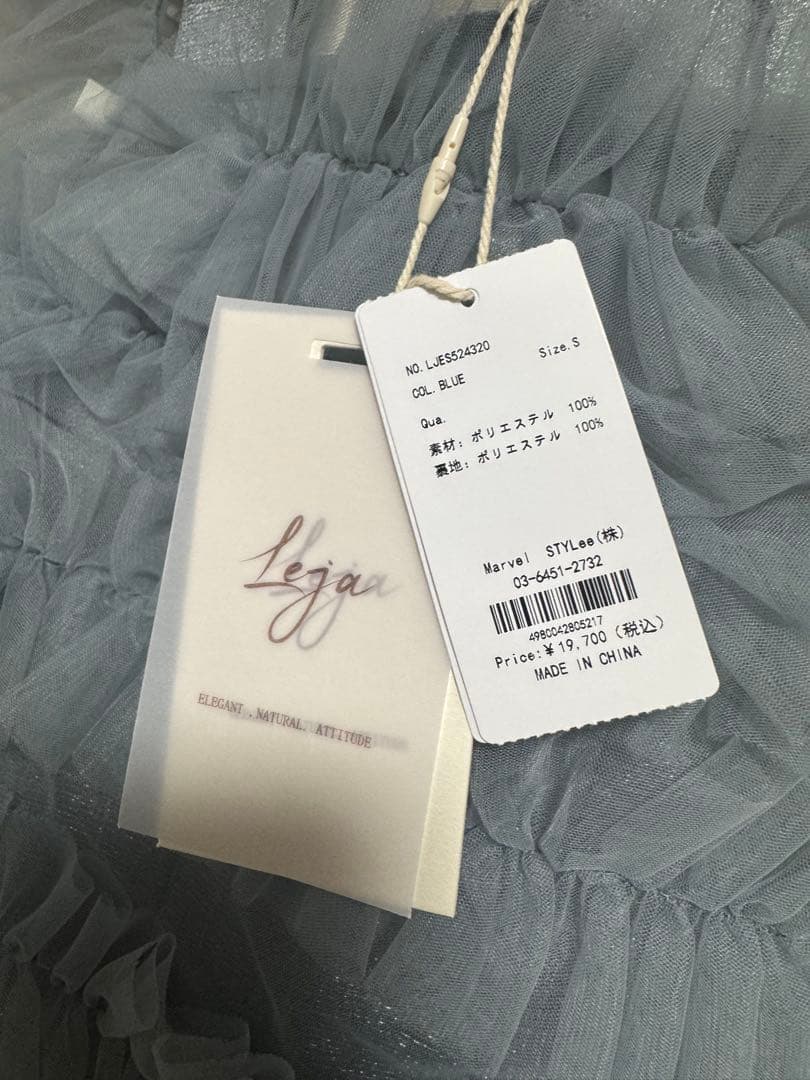 NO. LJES524320 Size. S
COL. BLUE
Qua.
素材: ポリエステル 100%
裏地: ポリエステル 100%
Marvel STYLee(株)
03-6451-2732
4980042805217
Price:¥19,700(税込)
MADE IN CHINA
Leja
ELEGANT .NATURAL. ATTITUDE